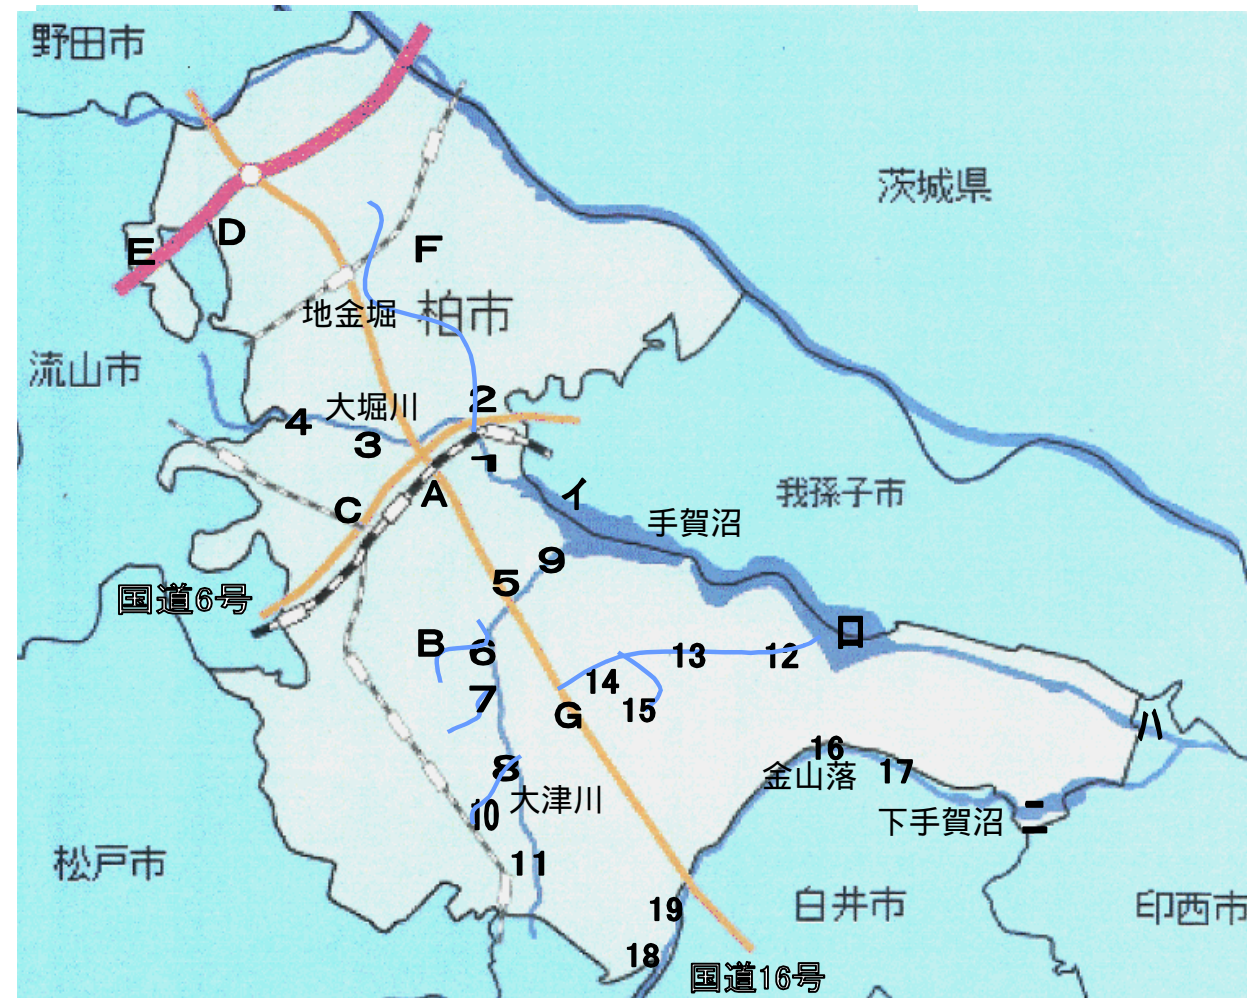 野田市
茨城県
D
E
F
地金堀
柏市
流山市
2
大堀川
4
3
1
A
イ
我孫子市
C
手賀沼
9
5
国道6号
B
6
ロ
13
12
14
7
15
G
ハ
16
8
金山落
17
大津川
10
ニ
下手賀沼
11
松戸市
19
白井市
印西市
18
国道16号